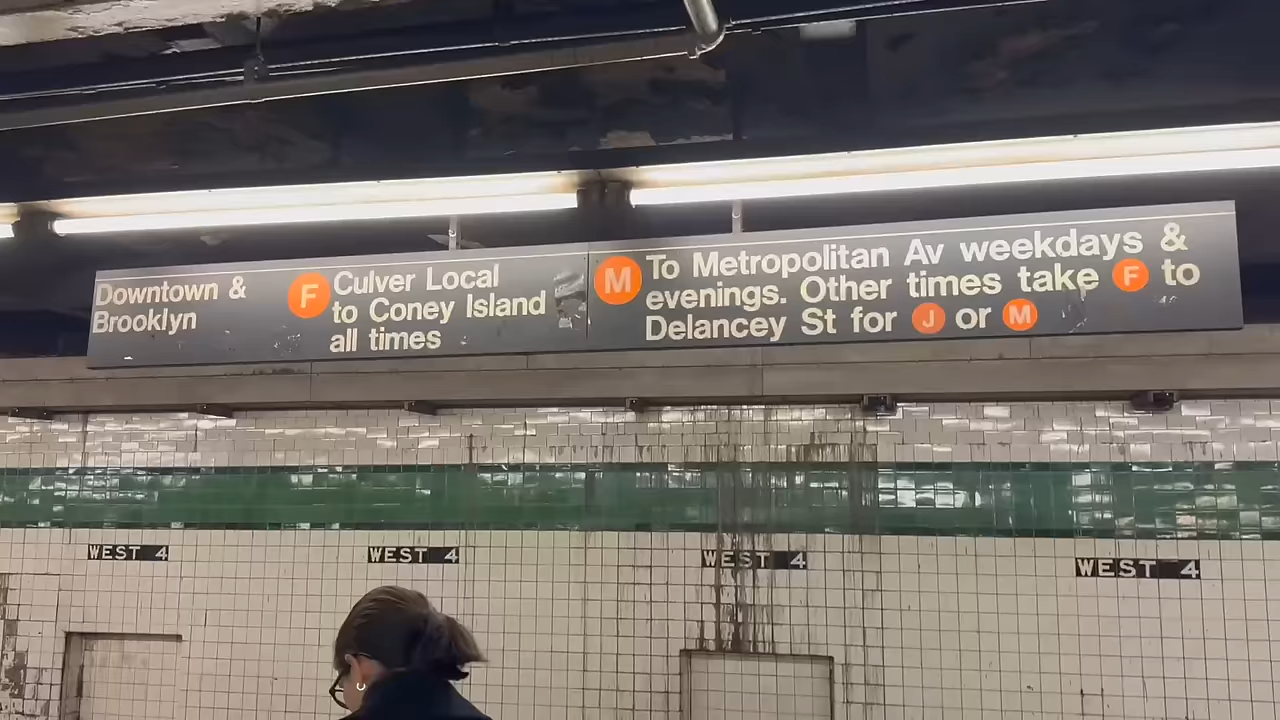 Downtown &
Brooklyn
F Culver Local
to Coney Island
all times
M To Metropolitan Av weekdays &
evenings. Other times take F to
Delancey St for J or M
WEST 4
WEST 4
WEST 4
WEST 4